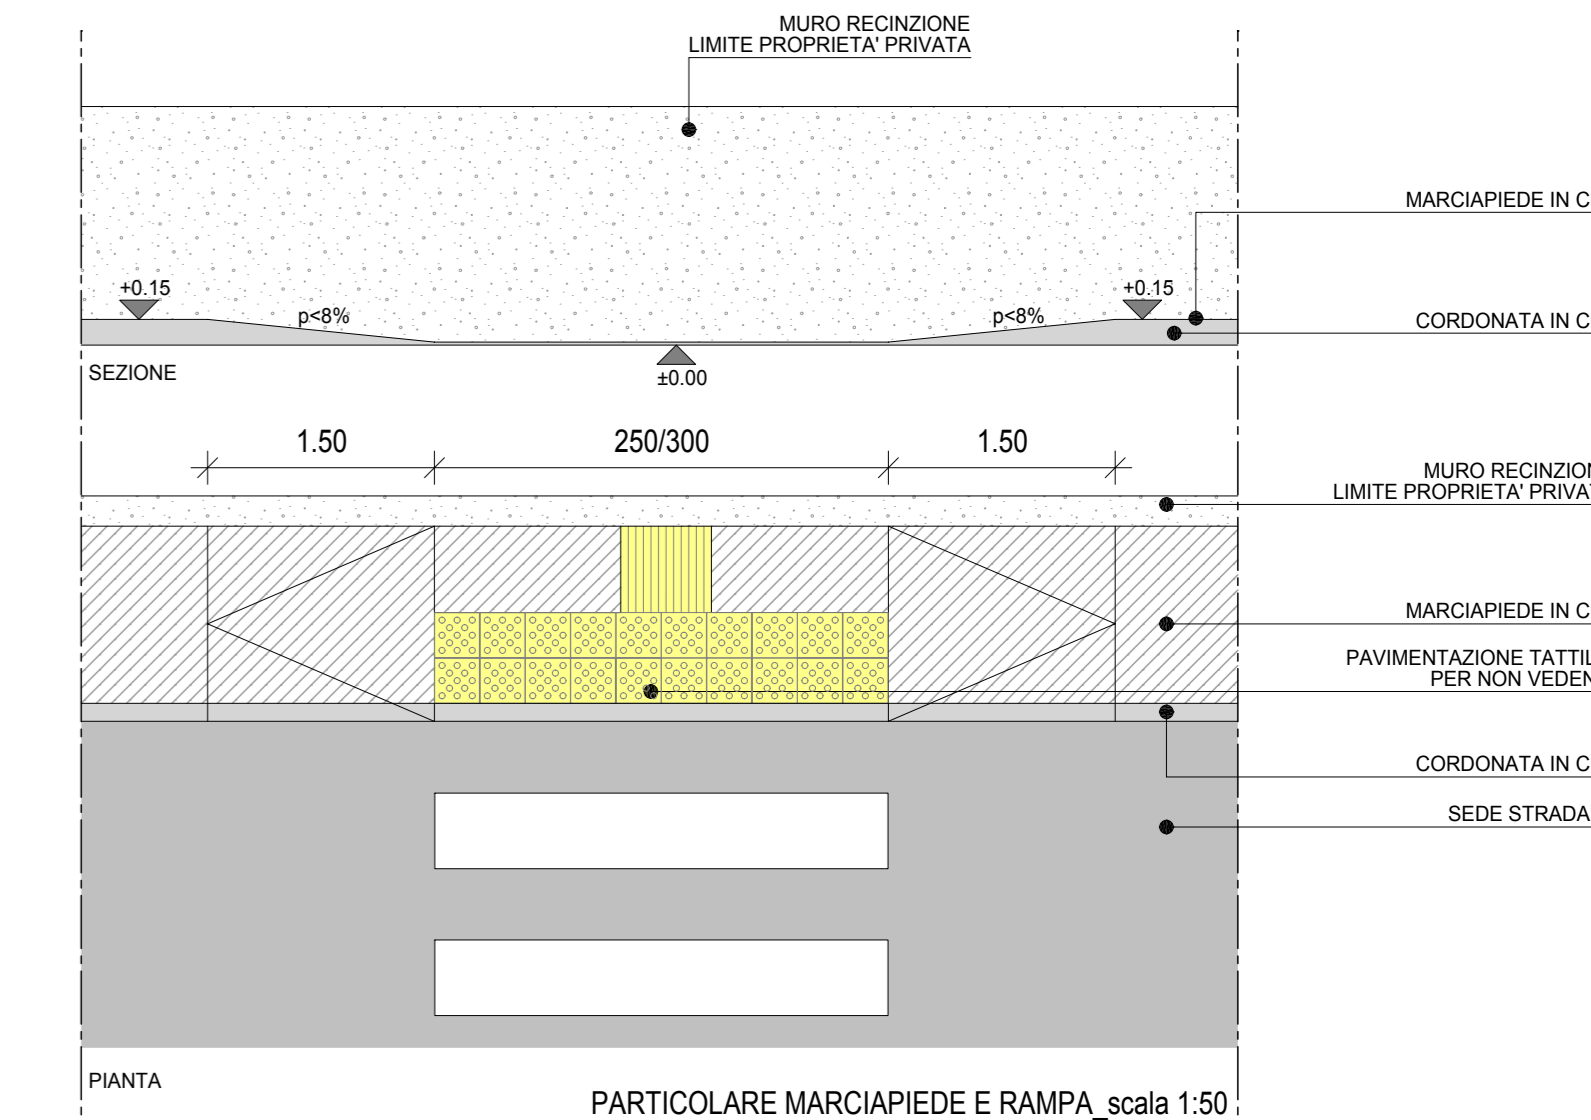 MURO RECINZIONE
LIMITE PROPRIETA' PRIVATA
MARCIAPIEDE IN C
+0.15
+0.15
p<8%
p<8%
CORDONATA IN C
SEZIONE
±0.00
1.50
250/300
1.50
MURO RECINZION
LIMITE PROPRIETA' PRIVAT
MARCIAPIEDE IN C
PAVIMENTAZIONE TATTIL
PER NON VEDEN
CORDONATA IN C
SEDE STRADA
PIANTA
PARTICOLARE MARCIAPIEDE E RAMPA_scala 1:50